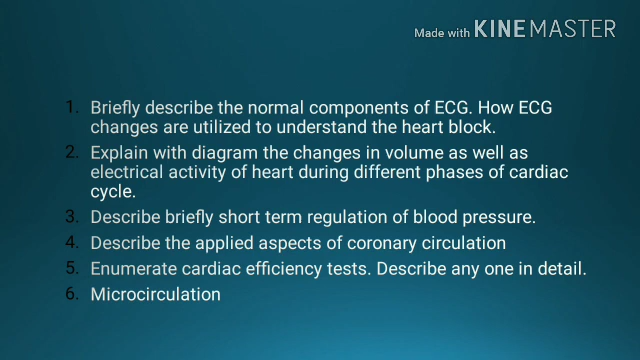 Made with KINEMASTER
1. Briefly describe the normal components of ECG. How ECG
changes are utilized to understand the heart block.
2. Explain with diagram the changes in volume as well as
electrical activity of heart during different phases of cardiac
cycle.
3. Describe briefly short term regulation of blood pressure.
4. Describe the applied aspects of coronary circulation
5. Enumerate cardiac efficiency tests. Describe any one in detail.
6. Microcirculation